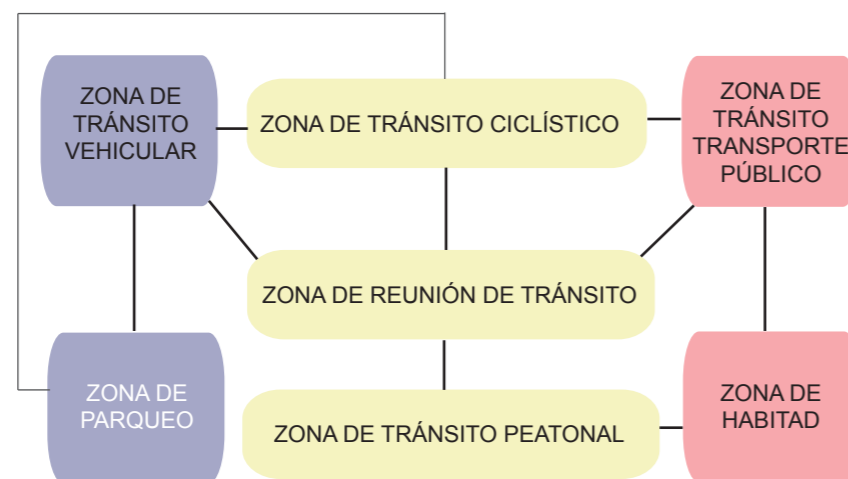 ZONA DE
TRÁNSITO
VEHICULAR
ZONA DE TRÁNSITO CICLÍSTICO
ZONA DE
TRÁNSITO
TRANSPORTE
PÚBLICO
ZONA DE REUNIÓN DE TRÁNSITO
ZONA DE
PARQUEO
ZONA DE TRÁNSITO PEATONAL
ZONA DE
HABITAD